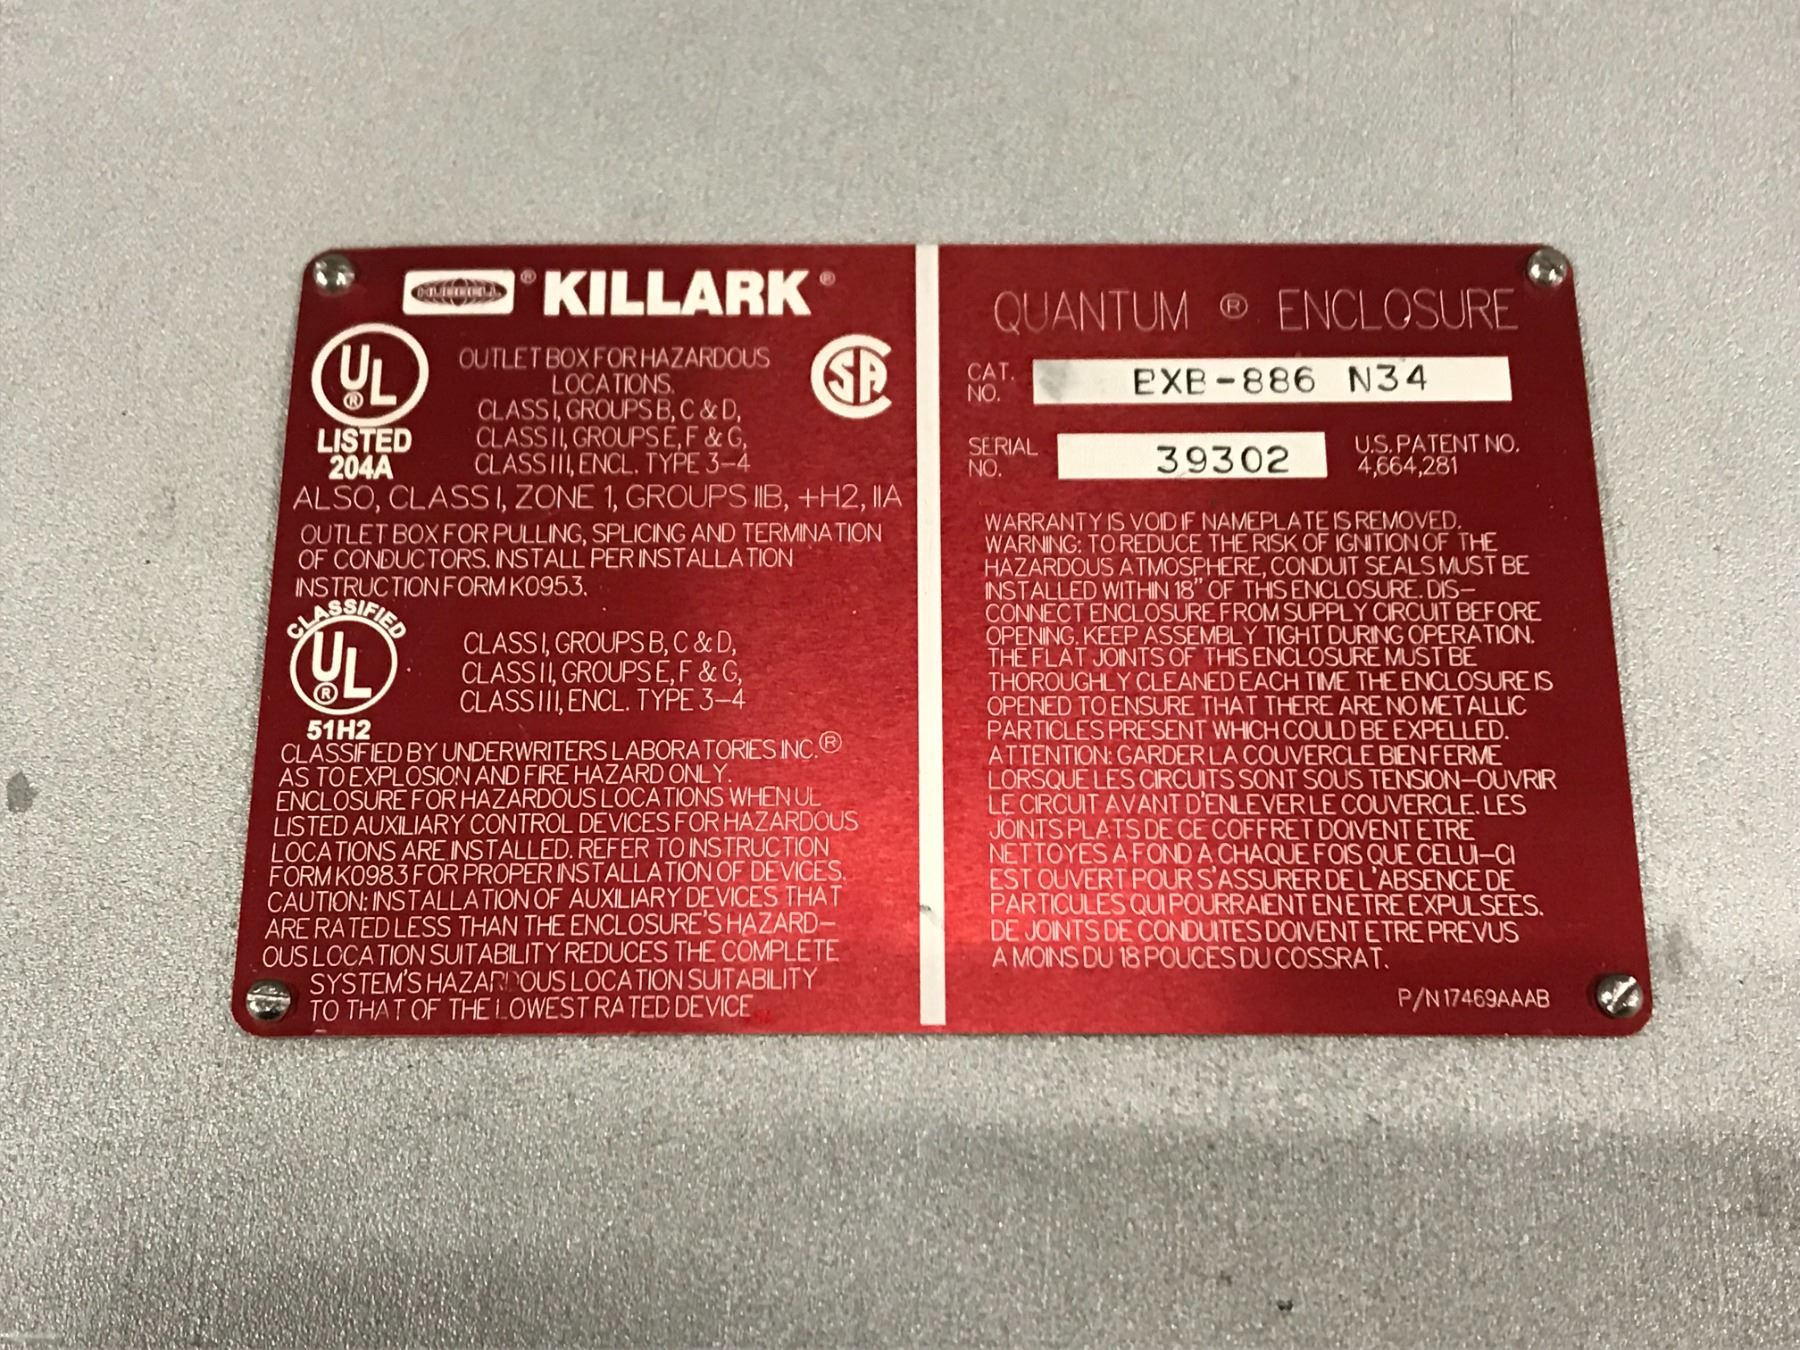 HUBBELL ® KILLARK ®
UL ®
LISTED
204A
OUTLET BOX FOR HAZARDOUS
LOCATIONS.
CLASS I, GROUPS B, C & D,
CLASS II, GROUPS E, F & G,
CLASS III, ENCL. TYPE 3-4
SA
ALSO, CLASS I, ZONE 1, GROUPS IIB, +H2, IIA
OUTLET BOX FOR PULLING, SPLICING AND TERMINATION
OF CONDUCTORS. INSTALL PER INSTALLATION
INSTRUCTION FORM K0953.
CLASSIFIED
UL ®
51H2
CLASS I, GROUPS B, C & D,
CLASS II, GROUPS E, F & G,
CLASS III, ENCL. TYPE 3-4
CLASSIFIED BY UNDERWRITERS LABORATORIES INC.®
AS TO EXPLOSION AND FIRE HAZARD ONLY.
ENCLOSURE FOR HAZARDOUS LOCATIONS WHEN UL
LISTED AUXILIARY CONTROL DEVICES FOR HAZARDOUS
LOCATIONS ARE INSTALLED. REFER TO INSTRUCTION
FORM K0983 FOR PROPER INSTALLATION OF DEVICES.
CAUTION: INSTALLATION OF AUXILIARY DEVICES THAT
ARE RATED LESS THAN THE ENCLOSURE'S HAZARD-
OUS LOCATION SUITABILITY REDUCES THE COMPLETE
SYSTEM'S HAZARDOUS LOCATION SUITABILITY
TO THAT OF THE LOWEST RATED DEVICE
QUANTUM ® ENCLOSURE
CAT. NO. EXB-886 N34
SERIAL NO. 39302
U.S. PATENT NO.
4,664,281
WARRANTY IS VOID IF NAMEPLATE IS REMOVED.
WARNING: TO REDUCE THE RISK OF IGNITION OF THE
HAZARDOUS ATMOSPHERE, CONDUIT SEALS MUST BE
INSTALLED WITHIN 18" OF THIS ENCLOSURE. DIS-
CONNECT ENCLOSURE FROM SUPPLY CIRCUIT BEFORE
OPENING. KEEP ASSEMBLY TIGHT DURING OPERATION.
THE FLAT JOINTS OF THIS ENCLOSURE MUST BE
THOROUGHLY CLEANED EACH TIME THE ENCLOSURE IS
OPENED TO ENSURE THAT THERE ARE NO METALLIC
PARTICLES PRESENT WHICH COULD BE EXPELLED.
ATTENTION: GARDER LA COUVERCLE BIEN FERME
LORSQUE LES CIRCUITS SONT SOUS TENSION-OUVRIR
LE CIRCUIT AVANT D'ENLEVER LE COUVERCLE. LES
JOINTS PLATS DE CE COFFRET DOIVENT ETRE
NETTOYES A FOND A CHAQUE FOIS QUE CELUI-CI
EST OUVERT POUR S'ASSURER DE L'ABSENCE DE
PARTICULES QUI POURRAIENT EN ETRE EXPULSEES.
DE JOINTS DE CONDUITES DOIVENT ETRE PREVUS
A MOINS DU 18 POUCES DU COSSRAT.
P/N 17469AAAB